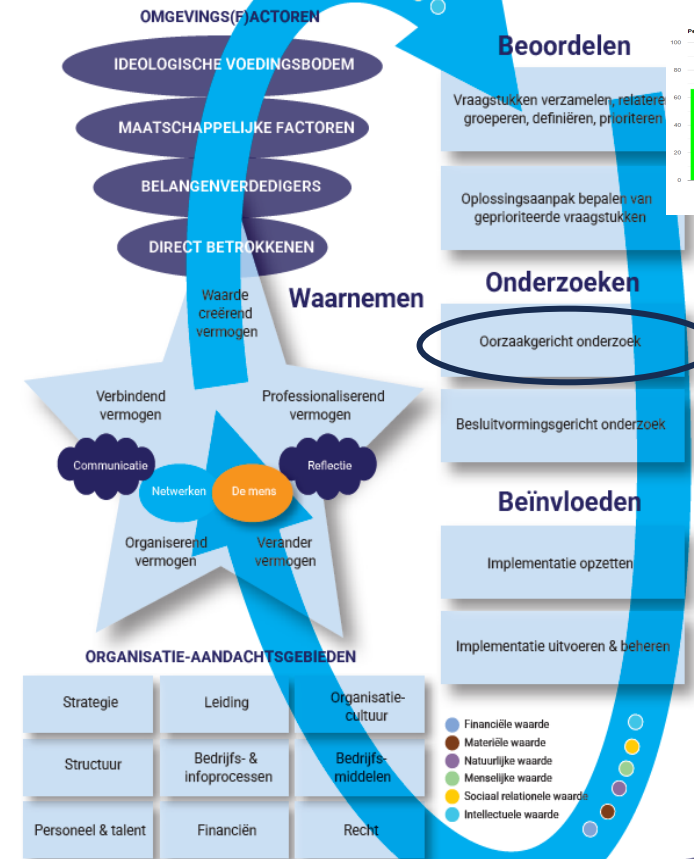 OMGEVINGS(F)ACTOREN
IDEOLOGISCHE VOEDINGSBODEM
MAATSCHAPPELIJKE FACTOREN
BELANGENVERDEDIGERS
DIRECT BETROKKENEN
Waarde
creërend
vermogen
Waarnemen
Verbindend
vermogen
Professionaliserend
vermogen
Communicatie
Reflectie
Netwerken
De mens
Organiserend
vermogen
Verander
vermogen
ORGANISATIE-AANDACHTSGEBIEDEN
Strategie
Leiding
Organisatie-
cultuur
Structuur
Bedrijfs- &
infoprocessen
Bedrijfs-
middelen
Personeel & talent
Financiën
Recht
Beoordelen
Vraagstukken verzamelen, relatere
groeperen, definiëren, prioriteren
Oplossingsaanpak bepalen van
geprioriteerde vraagstukken
Onderzoeken
Oorzaakgericht onderzoek
Besluitvormingsgericht onderzoek
Beïnvloeden
Implementatie opzetten
Implementatie uitvoeren & beheren
Financiële waarde
Materiële waarde
Natuurlijke waarde
Menselijke waarde
Sociaal relationele waarde
Intellectuele waarde
Pe
100
80
60
40
20
0